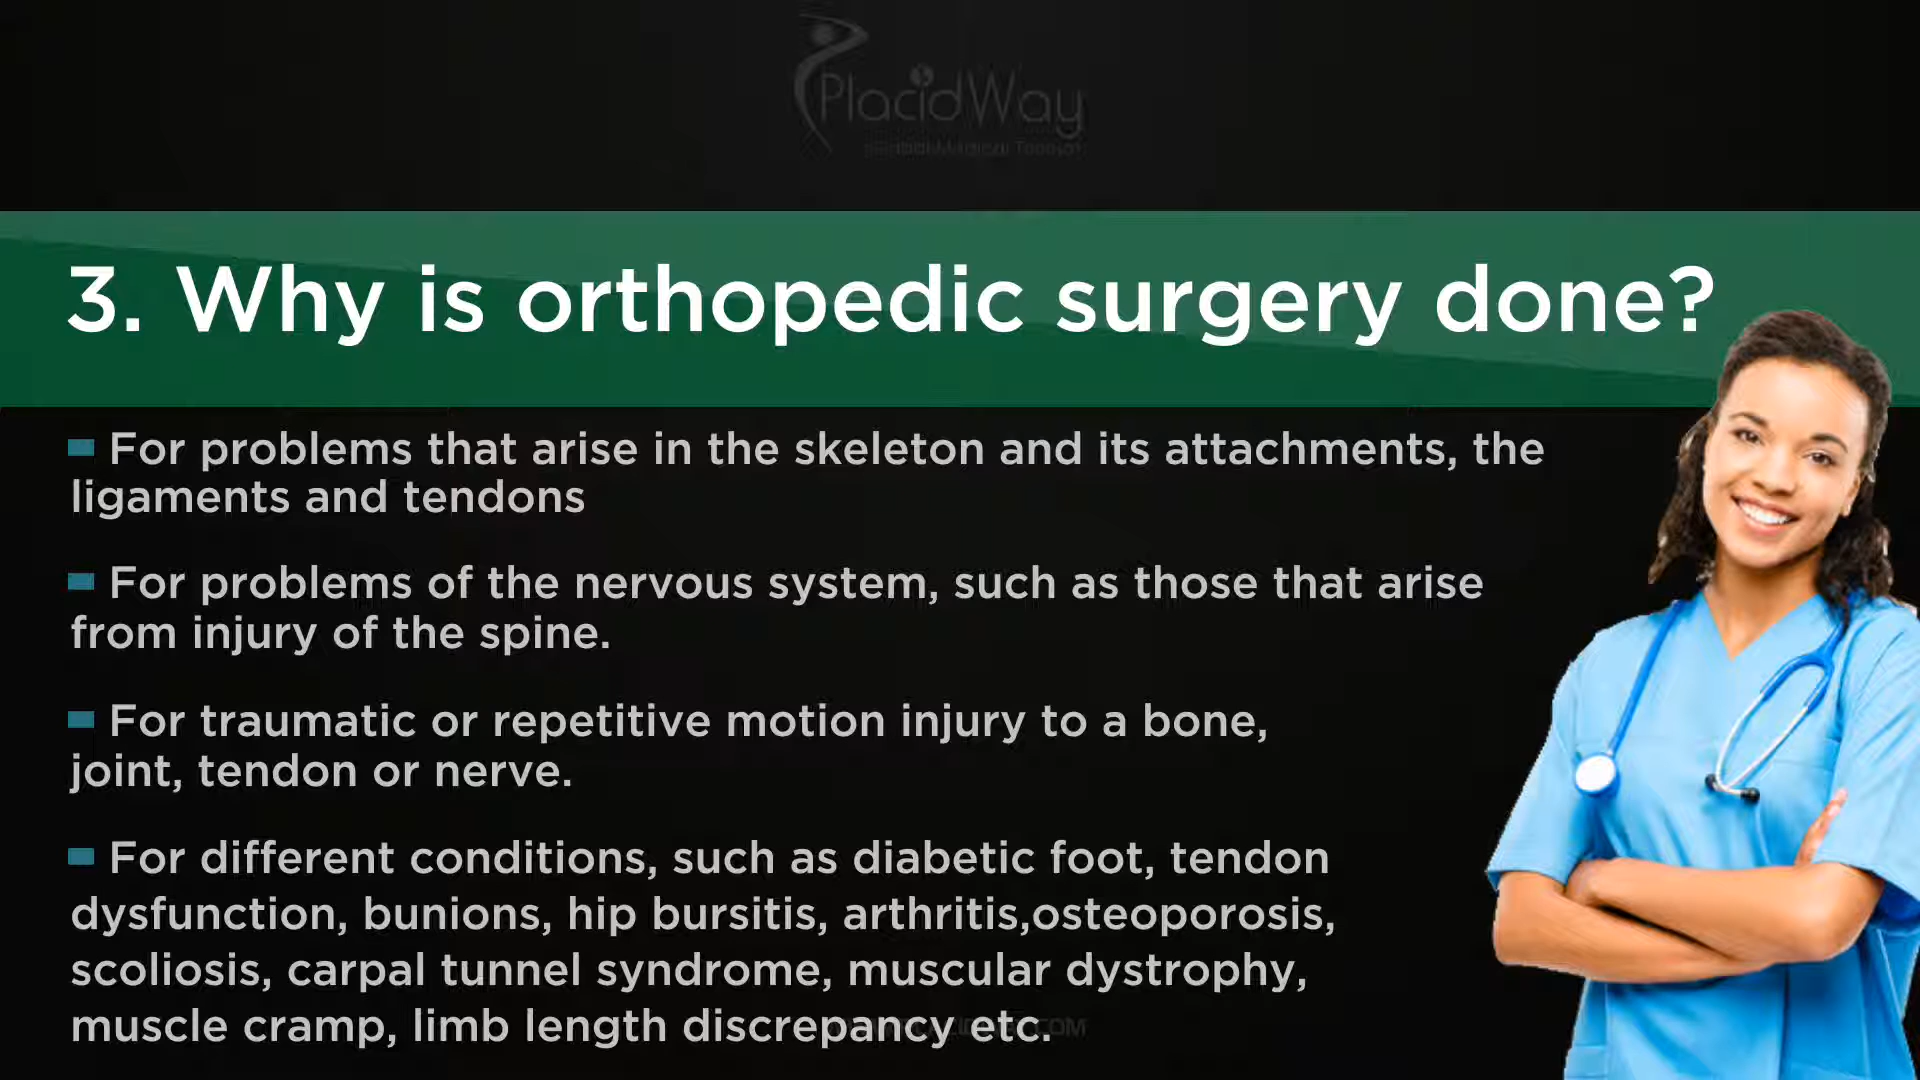 PlacidWay
3. Why is orthopedic surgery done?
For problems that arise in the skeleton and its attachments, the
ligaments and tendons
For problems of the nervous system, such as those that arise
from injury of the spine.
For traumatic or repetitive motion injury to a bone,
joint, tendon or nerve.
For different conditions, such as diabetic foot, tendon
dysfunction, bunions, hip bursitis, arthritis,osteoporosis,
scoliosis, carpal tunnel syndrome, muscular dystrophy,
muscle cramp, limb length discrepancy etc.